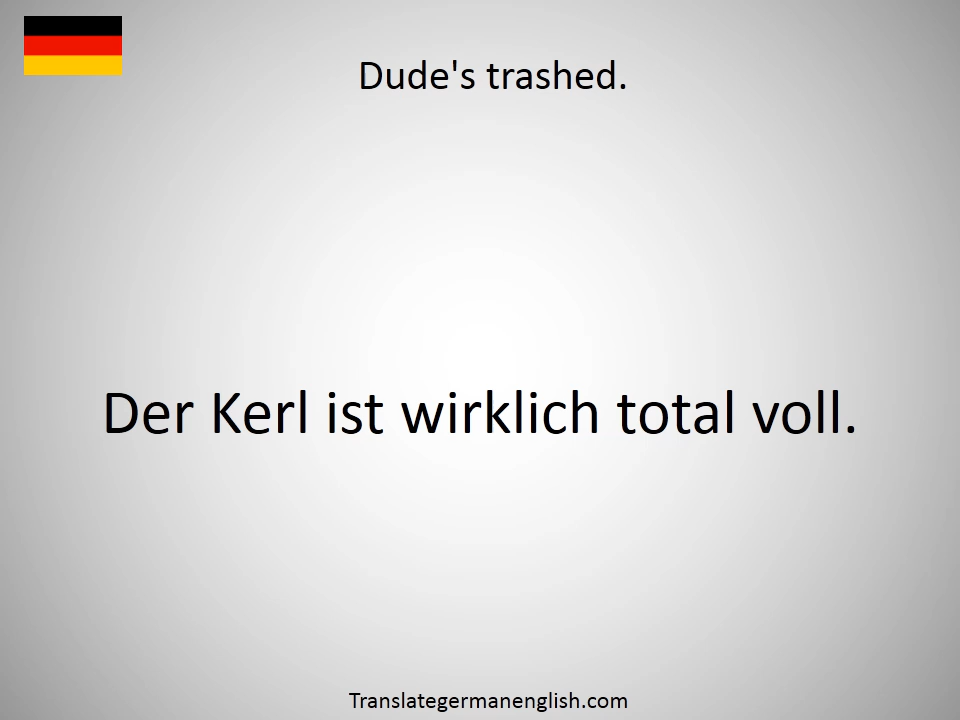 Dude's trashed.
Der Kerl ist wirklich total voll.
Translategermanenglish.com